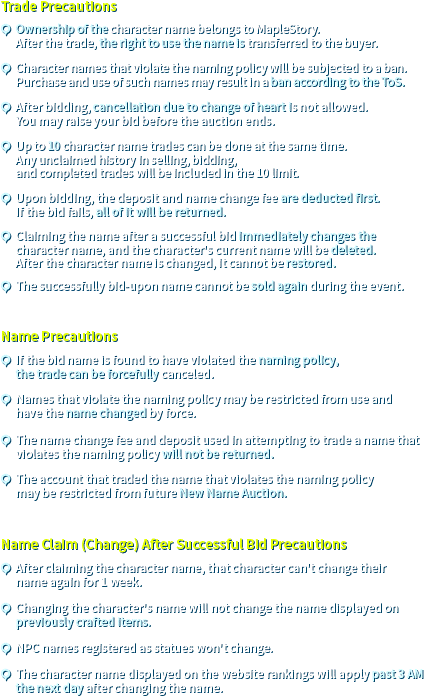 Trade Precautions
Ownership of the character name belongs to MapleStory.
After the trade, the right to use the name is transferred to the buyer.
Character names that violate the naming policy will be subjected to a ban.
Purchase and use of such names may result in a ban according to the ToS.
After bidding, cancellation due to change of heart is not allowed.
You may raise your bid before the auction ends.
Up to 10 character name trades can be done at the same time.
Any unclaimed history in selling, bidding,
and completed trades will be included in the 10 limit.
Upon bidding, the deposit and name change fee are deducted first.
If the bid fails, all of it will be returned.
Claiming the name after a successful bid immediately changes the
character name, and the character's current name will be deleted.
After the character name is changed, it cannot be restored.
The successfully bid-upon name cannot be sold again during the event.
Name Precautions
If the bid name is found to have violated the naming policy,
the trade can be forcefully canceled.
Names that violate the naming policy may be restricted from use and
have the name changed by force.
The name change fee and deposit used in attempting to trade a name that
violates the naming policy will not be returned.
The account that traded the name that violates the naming policy
may be restricted from future New Name Auction.
Name Claim (Change) After Successful Bid Precautions
After claiming the character name, that character can't change their
name again for 1 week.
Changing the character's name will not change the name displayed on
previously crafted items.
NPC names registered as statues won't change.
The character name displayed on the website rankings will apply past 3 AM
the next day after changing the name.